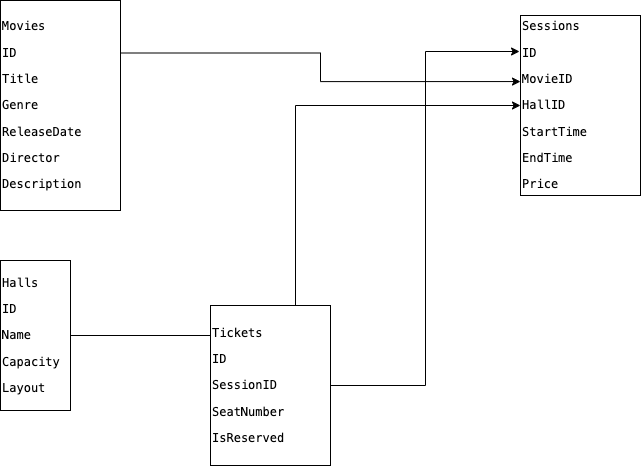 Movies
ID
Title
Genre
ReleaseDate
Director
Description
Sessions
ID
MovieID
HallID
StartTime
EndTime
Price
Halls
ID
Name
Capacity
Layout
Tickets
ID
SessionID
SeatNumber
IsReserved